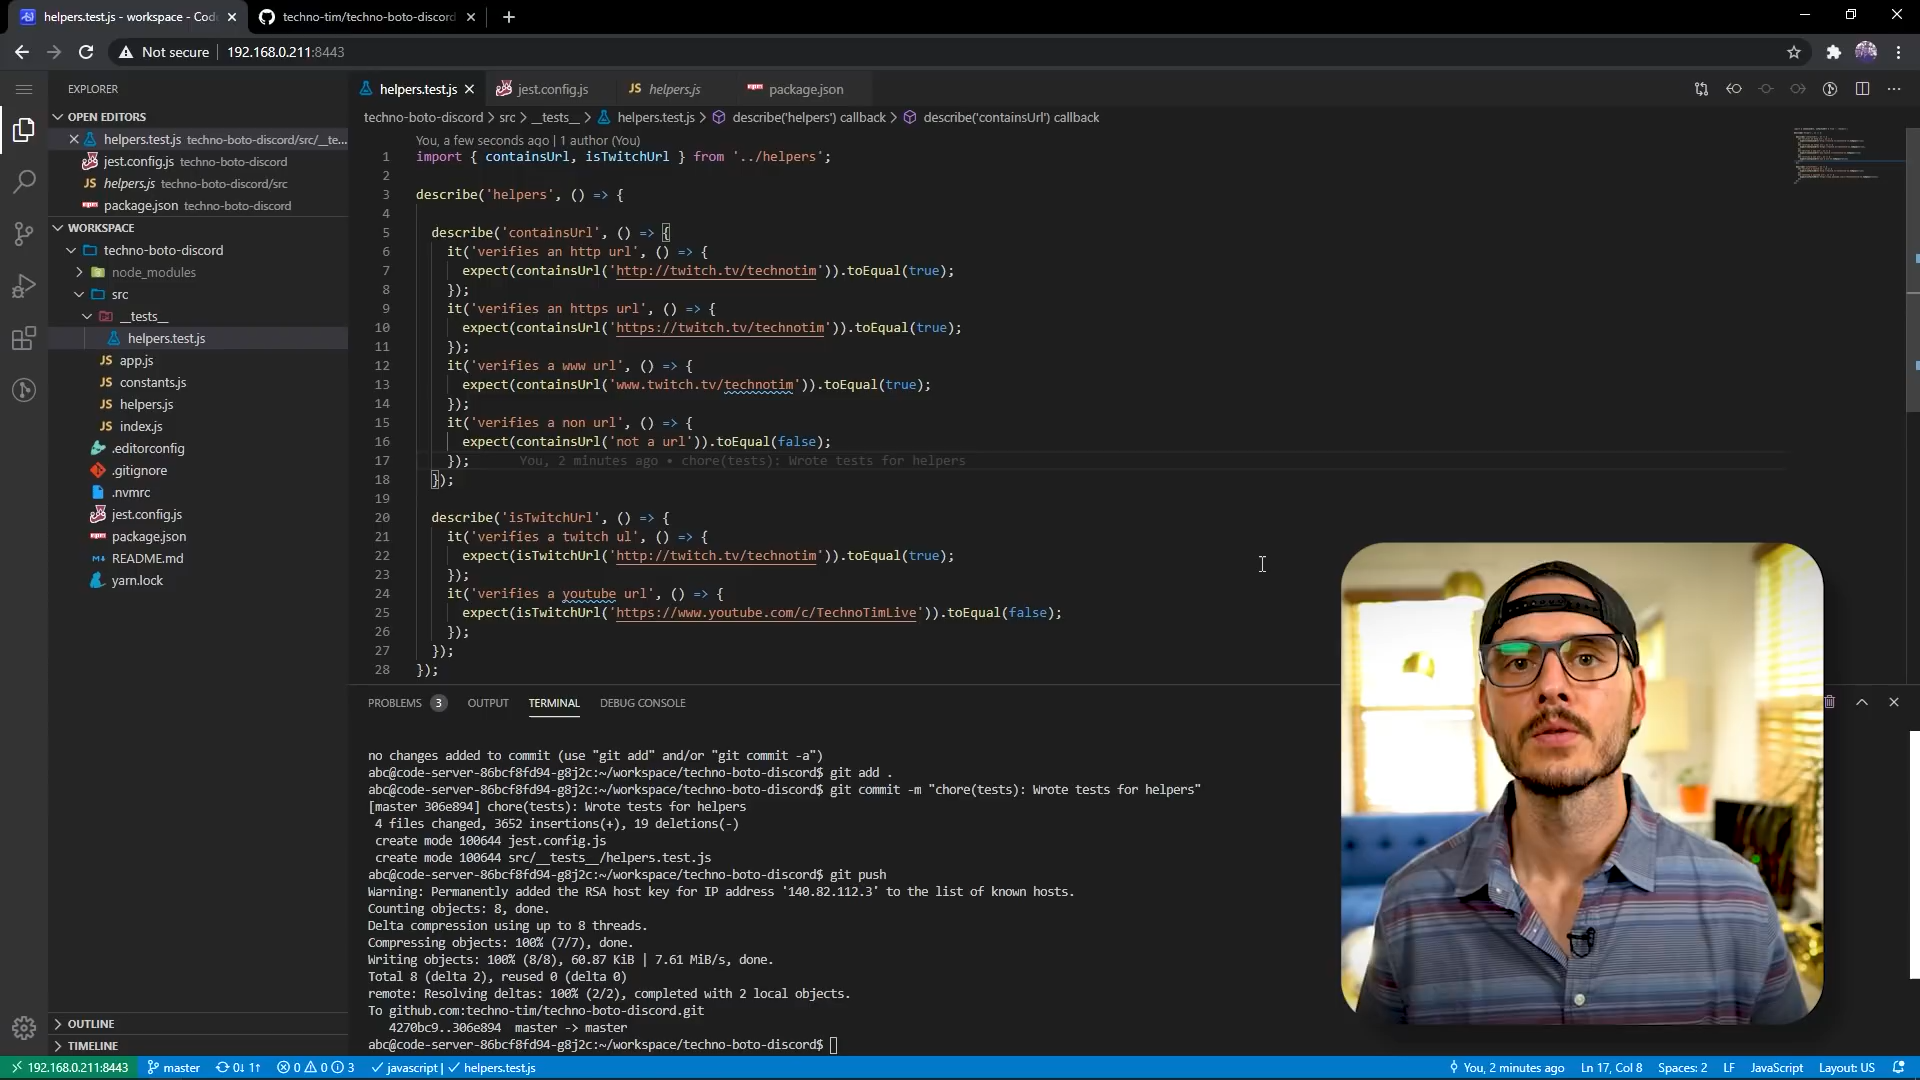 helpers.test.js - workspace - Code
techno-tim/techno-boto-discord
Not secure
192.168.0.211:8443
EXPLORER
OPEN EDITORS
helpers.test.js techno-boto-discord/src/__te...
jest.config.js techno-boto-discord
helpers.js techno-boto-discord/src
package.json techno-boto-discord
WORKSPACE
techno-boto-discord
node_modules
src
__tests__
helpers.test.js
JS app.js
JS constants.js
JS helpers.js
JS index.js
.editorconfig
.gitignore
.nvmrc
jest.config.js
package.json
README.md
yarn.lock
OUTLINE
TIMELINE
helpers.test.js
jest.config.js
JS helpers.js
package.json
techno-boto-discord > src > __tests__ > helpers.test.js > describe('helpers') callback > describe('containsUrl') callback
You, a few seconds ago | 1 author (You)
1 import { containsUrl, isTwitchUrl } from '../helpers';
2
3 describe('helpers', () => {
4
5 describe('containsUrl', () => {
6 it('verifies an http url', () => {
7 expect(containsUrl('http://twitch.tv/technotim')).toEqual(true);
8 });
9 it('verifies an https url', () => {
10 expect(containsUrl('https://twitch.tv/technotim')).toEqual(true);
11 });
12 it('verifies a www url', () => {
13 expect(containsUrl('www.twitch.tv/technotim')).toEqual(true);
14 });
15 it('verifies a non url', () => {
16 expect(containsUrl('not a url')).toEqual(false);
17 }); You, 2 minutes ago • chore(tests): Wrote tests for helpers
18 });
19
20 describe('isTwitchUrl', () => {
21 it('verifies a twitch ul', () => {
22 expect(isTwitchUrl('http://twitch.tv/technotim')).toEqual(true);
23 });
24 it('verifies a youtube url', () => {
25 expect(isTwitchUrl('https://www.youtube.com/c/TechnoTimLive')).toEqual(false);
26 });
27 });
28 });
PROBLEMS 3 OUTPUT TERMINAL DEBUG CONSOLE
no changes added to commit (use "git add" and/or "git commit -a")
abc@code-server-86bcf8fd94-g8j2c:~/workspace/techno-boto-discord$ git add .
abc@code-server-86bcf8fd94-g8j2c:~/workspace/techno-boto-discord$ git commit -m "chore(tests): Wrote tests for helpers"
[master 306e894] chore(tests): Wrote tests for helpers
4 files changed, 3652 insertions(+), 19 deletions(-)
create mode 100644 jest.config.js
create mode 100644 src/__tests__/helpers.test.js
abc@code-server-86bcf8fd94-g8j2c:~/workspace/techno-boto-discord$ git push
Warning: Permanently added the RSA host key for IP address '140.82.112.3' to the list of known hosts.
Counting objects: 8, done.
Delta compression using up to 8 threads.
Compressing objects: 100% (7/7), done.
Writing objects: 100% (8/8), 60.87 KiB | 7.61 MiB/s, done.
Total 8 (delta 2), reused 0 (delta 0)
remote: Resolving deltas: 100% (2/2), completed with 2 local objects.
To github.com:techno-tim/techno-boto-discord.git
4270bc9..306e894 master -> master
abc@code-server-86bcf8fd94-g8j2c:~/workspace/techno-boto-discord$
192.168.0.211:8443 master 0↓ 1↑ 0 0 3 javascript | helpers.test.js You, 2 minutes ago Ln 17, Col 8 Spaces: 2 LF JavaScript Layout: US